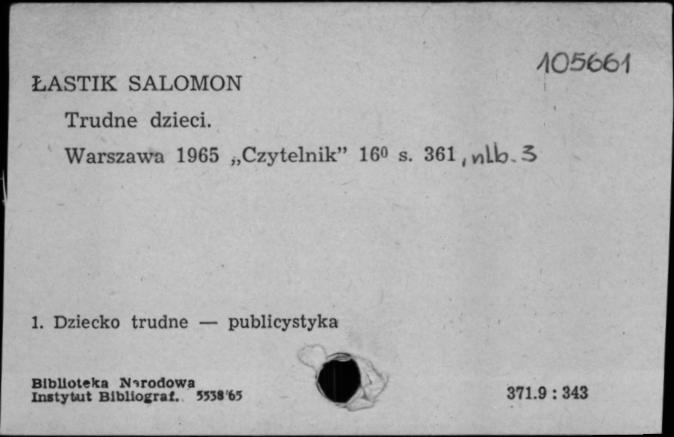 105661
ŁASTIK SALOMON
Trudne dzieci.
Warszawa 1965 „Czytelnik” 16⁰ s. 361, nlb. 3
1. Dziecko trudne — publicystyka
Biblioteka Narodowa
Instytut Bibliograf. 5538/65
371.9 : 343